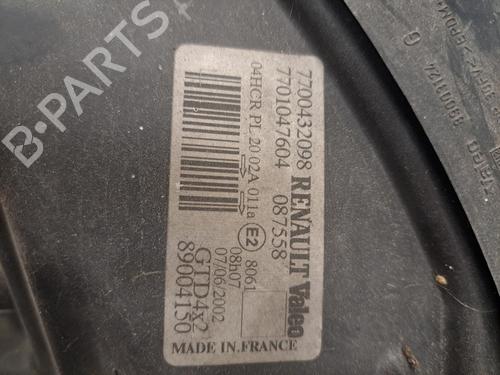 7700432098 RENAULT Valeo
7701047604 087558
04HCR PL 20 02A 011a E2 8061
08h07
07/06/2002
GTD4x2
89004150
MADE IN.FRANCE
89003124 G
B-PARTS